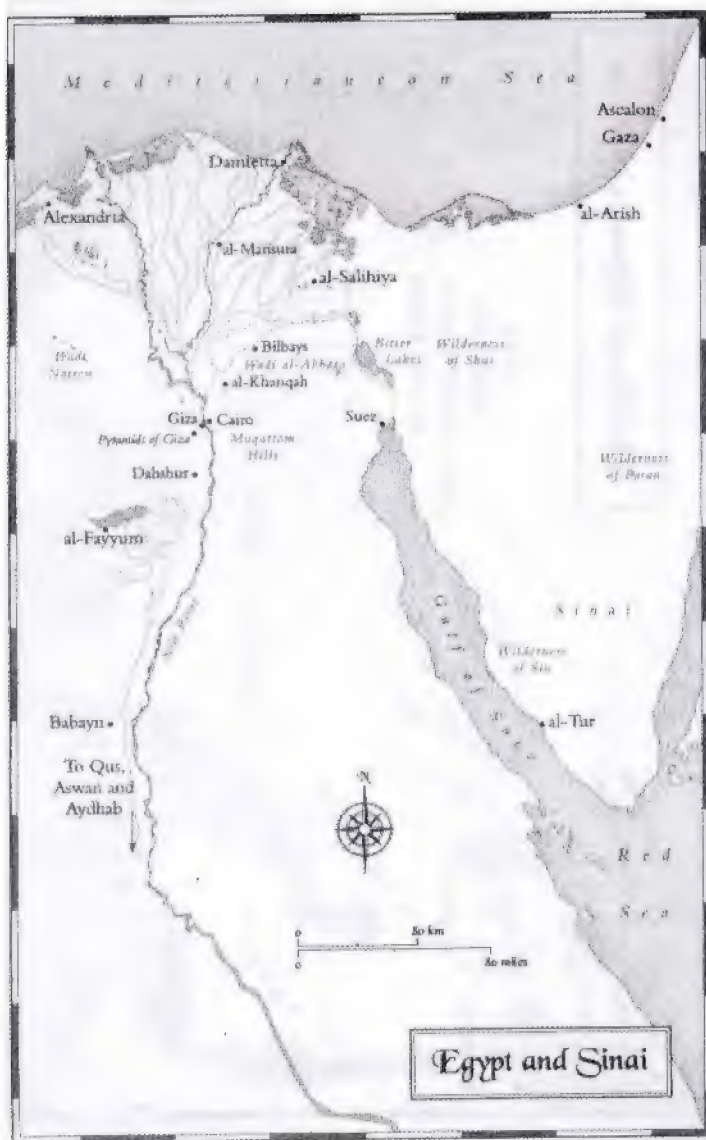 Mediterranean Sea
Ascalon
Gaza
Damietta
Alexandria
al-Arish
al-Mansura
al-Salihiya
Bilbays
Bitter
Lakes
Wilderness
of Shur
Wadi
Natrun
Wadi al-Abbasa
al-Khanqah
Giza
Cairo
Suez
Pyramids of Giza
Muqattam
Hills
Dahshur
Wilderness
of Paran
al-Fayyum
Gulf of Suez
Sinai
Wilderness
of Sin
Babayn
al-Tur
To Qus,
Aswan and
Aydhab
N
Red
Sea
0 80 km
0 80 miles
Egypt and Sinai